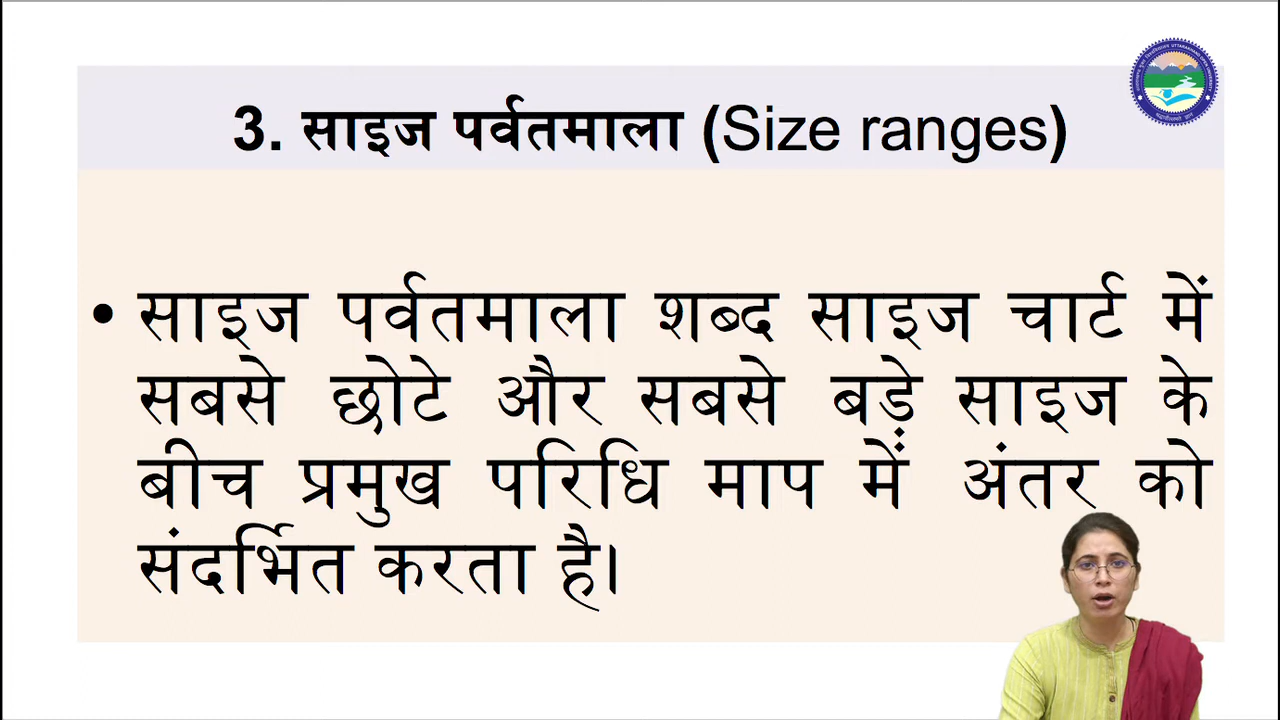 3. साइज पर्वतमाला (Size ranges)
• साइज पर्वतमाला शब्द साइज चार्ट में
सबसे छोटे और सबसे बड़े साइज के
बीच प्रमुख परिधि माप में अंतर को
संदर्भित करता है।